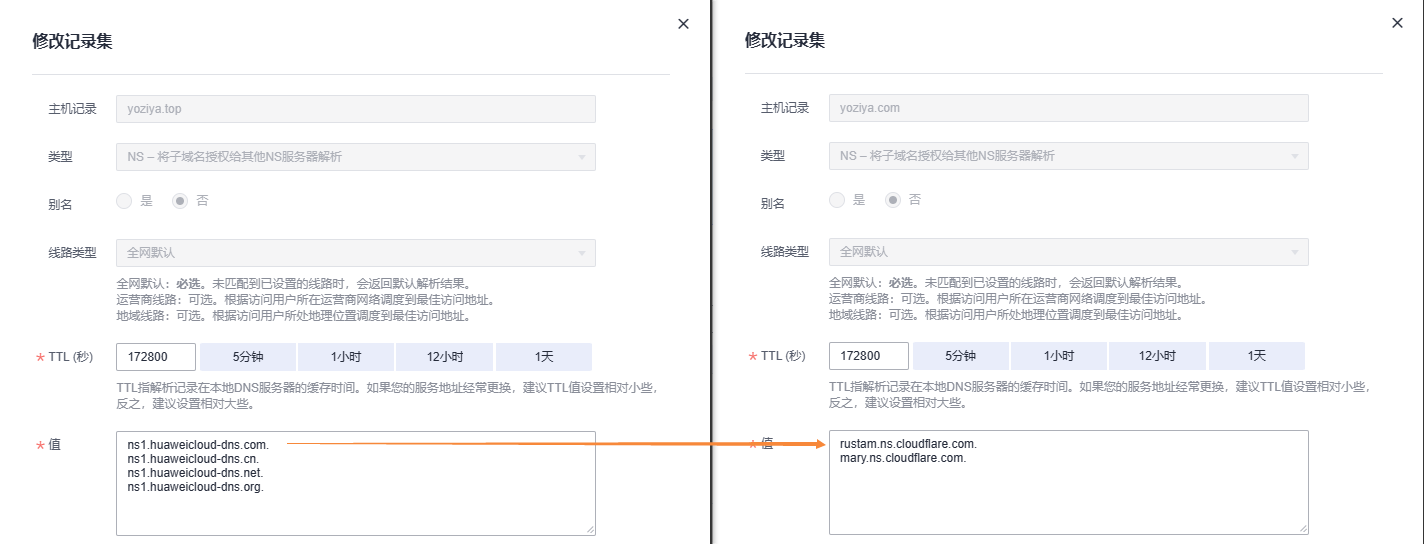 修改记录集
主机记录
yoziya.top
类型
NS – 将子域名授权给其他NS服务器解析
别名
是
否
线路类型
全网默认
全网默认：必选。未匹配到已设置的线路时，会返回默认解析结果。
运营商线路：可选。根据访问用户所在运营商网络调度到最佳访问地址。
地域线路：可选。根据访问用户所处地理位置调度到最佳访问地址。
* TTL (秒)
172800
5分钟
1小时
12小时
1天
TTL指解析记录在本地DNS服务器的缓存时间。如果您的服务地址经常更换，建议TTL值设置相对小些，
反之，建议设置相对大些。
* 值
ns1.huaweicloud-dns.com.
ns1.huaweicloud-dns.cn.
ns1.huaweicloud-dns.net.
ns1.huaweicloud-dns.org.
修改记录集
主机记录
yoziya.com
类型
NS – 将子域名授权给其他NS服务器解析
别名
是
否
线路类型
全网默认
全网默认：必选。未匹配到已设置的线路时，会返回默认解析结果。
运营商线路：可选。根据访问用户所在运营商网络调度到最佳访问地址。
地域线路：可选。根据访问用户所处地理位置调度到最佳访问地址。
* TTL (秒)
172800
5分钟
1小时
12小时
1天
TTL指解析记录在本地DNS服务器的缓存时间。如果您的服务地址经常更换，建议TTL值设置相对小些，
反之，建议设置相对大些。
* 值
rustam.ns.cloudflare.com.
mary.ns.cloudflare.com.